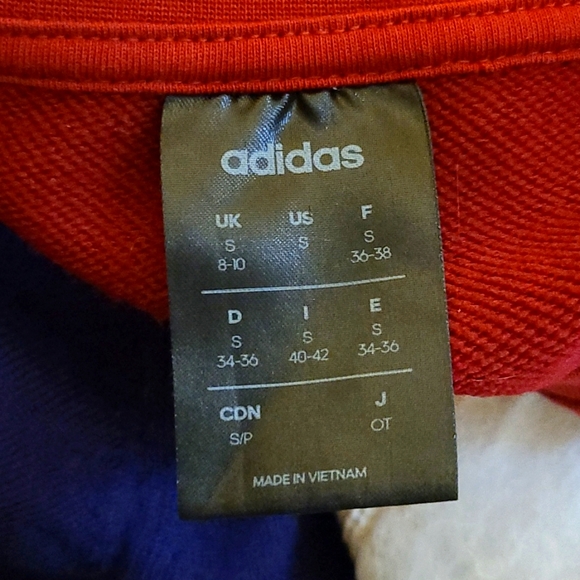 adidas
UK US F
S S S
8-10 36-38
D I E
S S S
34-36 40-42 34-36
CDN J
S/P OT
MADE IN VIETNAM